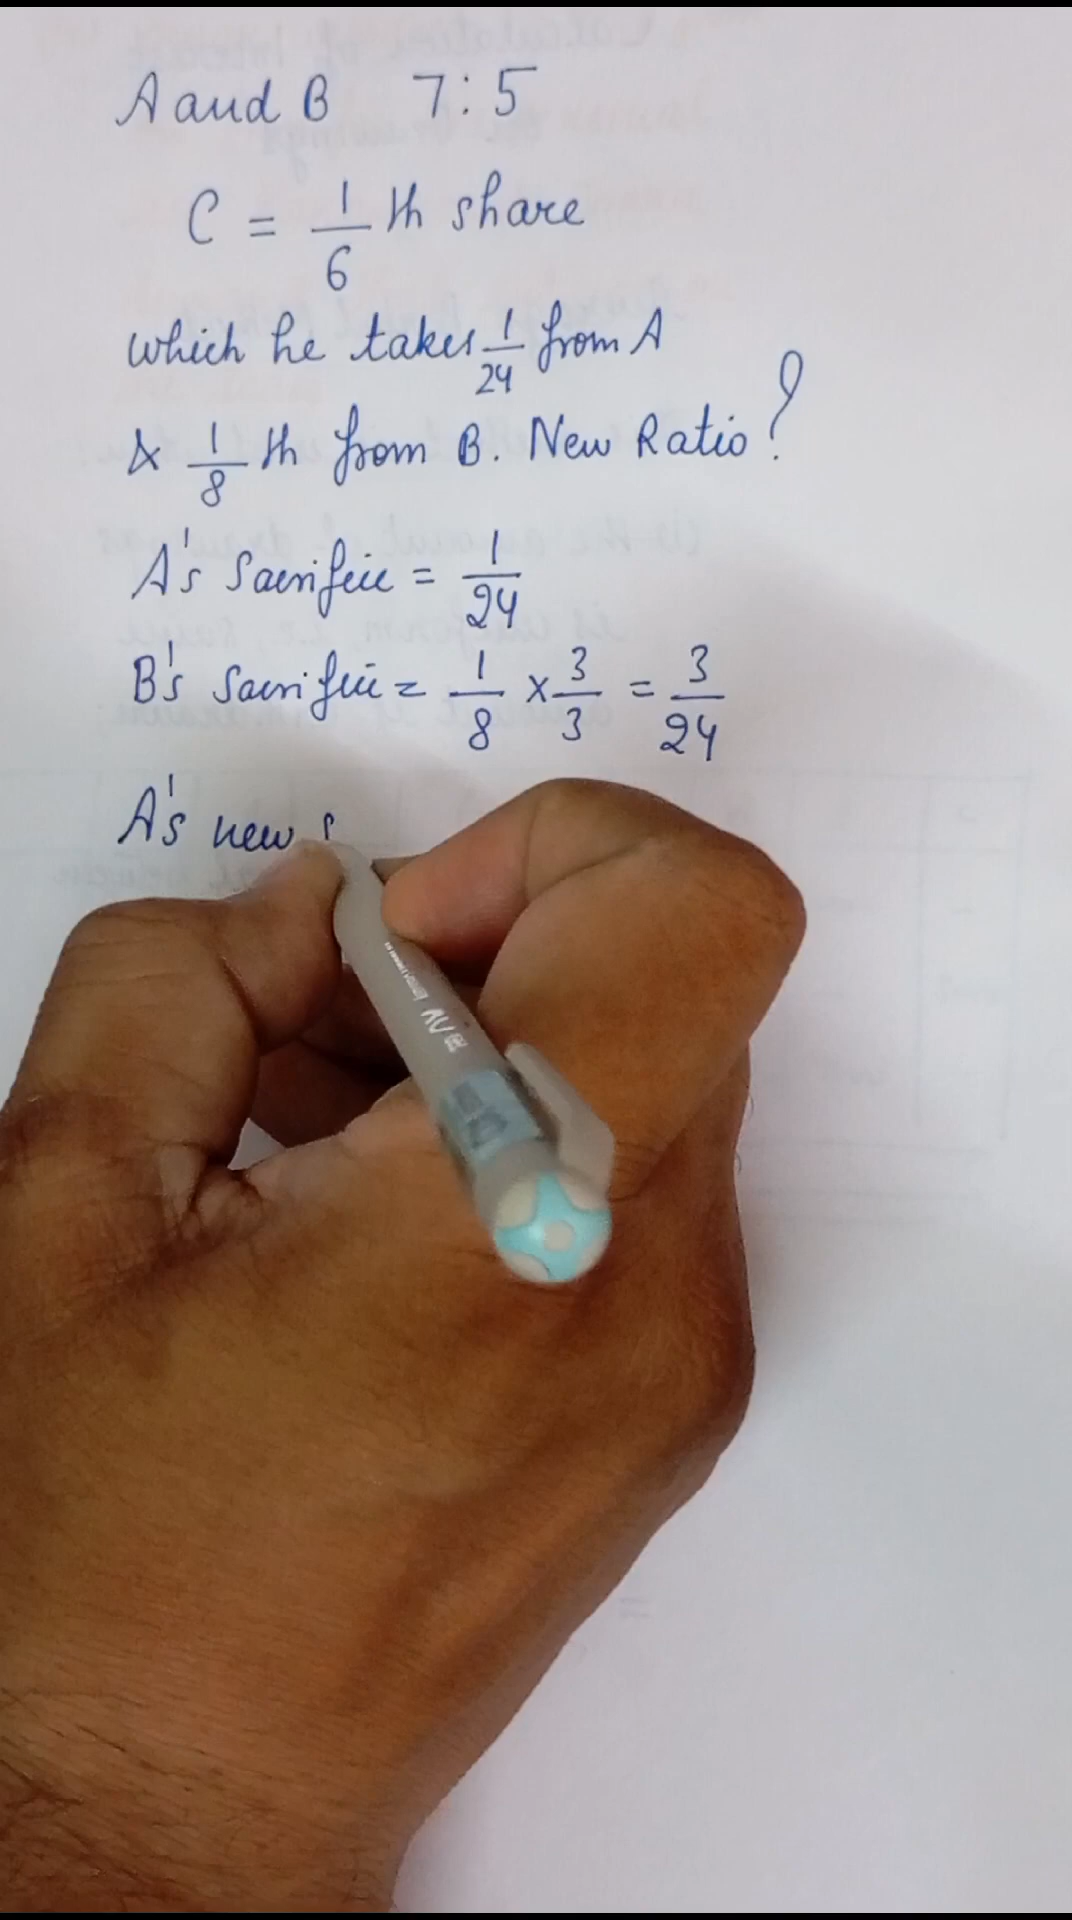 A and B 7:5
C = 1/6 th share
which he takes 1/24 from A
& 1/8 th from B. New Ratio?
A's Sacrifice = 1/24
B's Sacrifice = 1/8 × 3/3 = 3/24
A's new s